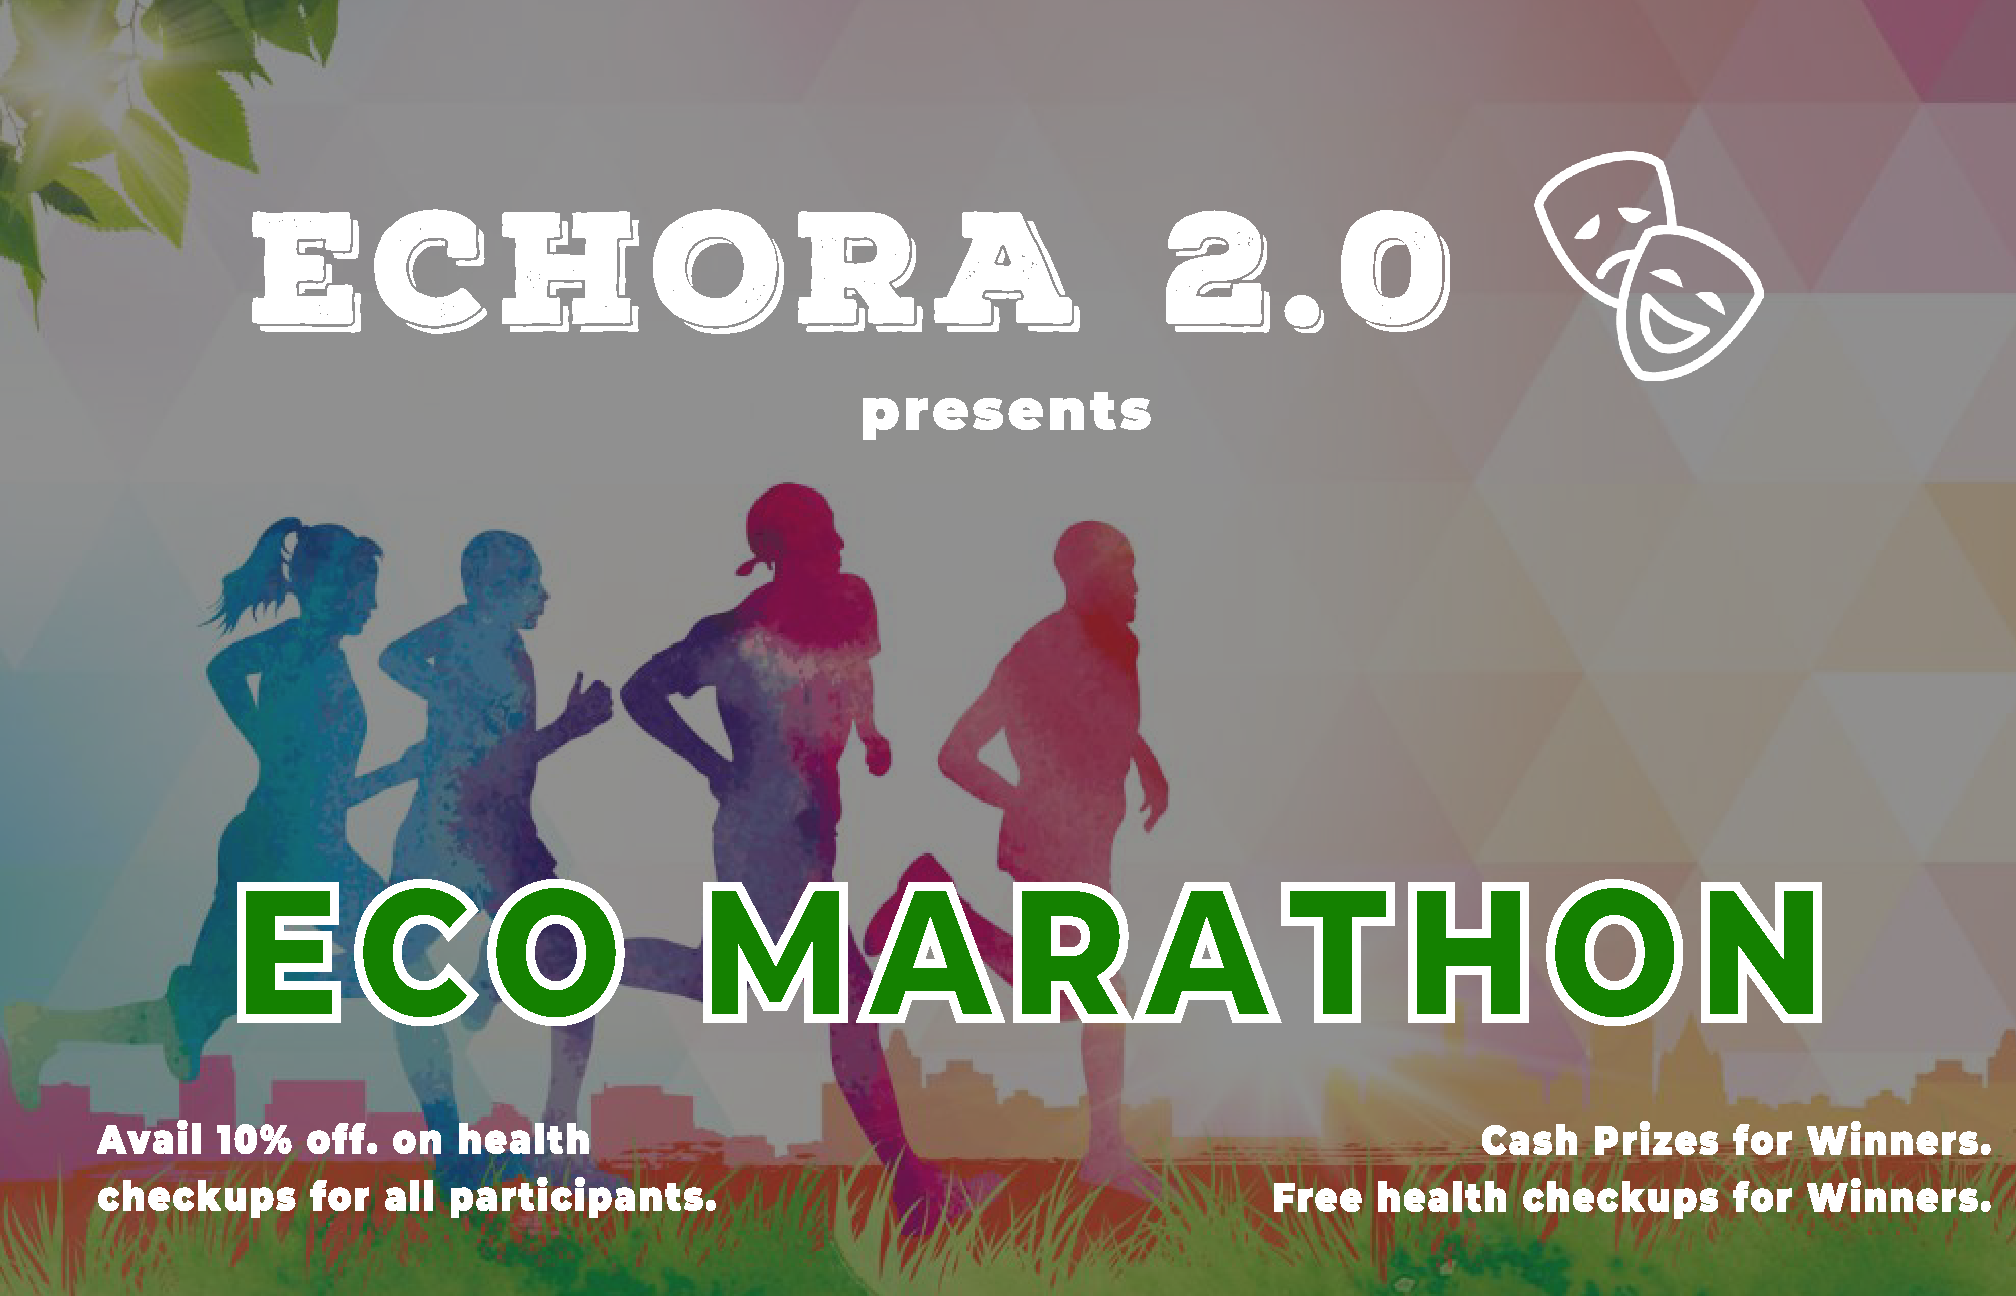 ECHORA 2.0
presents
ECO MARATHON
Avail 10% off. on health
checkups for all participants.
Cash Prizes for Winners.
Free health checkups for Winners.